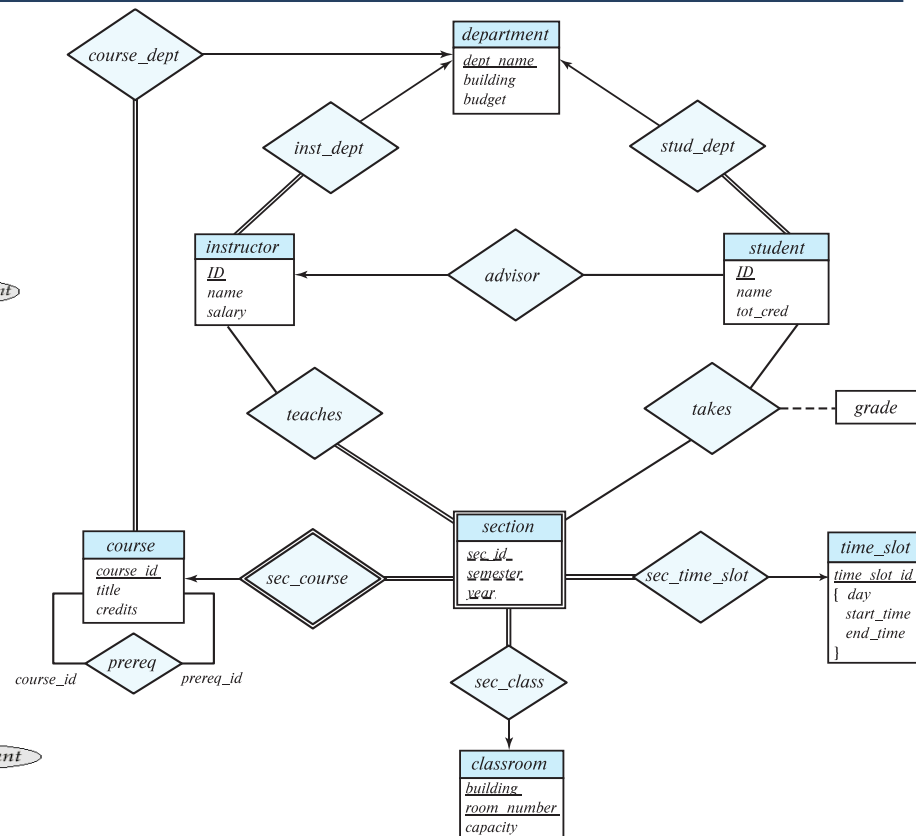 course_dept
department
dept_name
building
budget
inst_dept
stud_dept
instructor
ID
name
salary
advisor
student
ID
name
tot_cred
teaches
takes
grade
course
course_id
title
credits
sec_course
section
sec_id
semester
year
sec_time_slot
time_slot
time_slot_id
{ day
start_time
end_time
}
prereq
course_id
prereq_id
sec_class
classroom
building
room_number
capacity